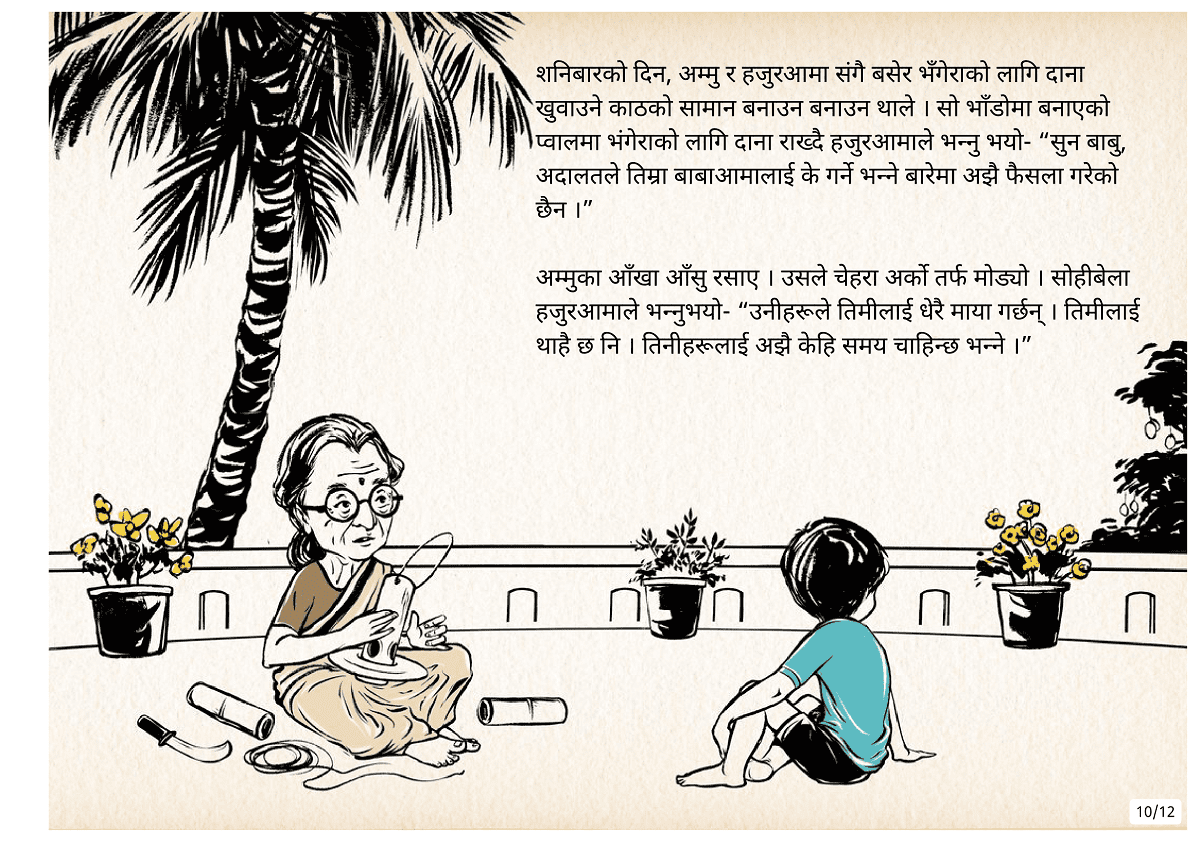 शनिबारको दिन, अम्मु र हजुरआमा संगै बसेर भँगेराको लागि दाना
खुवाउने काठको सामान बनाउन बनाउन थाले । सो भाँडोमा बनाएको
प्वालमा भंगेराको लागि दाना राख्दै हजुरआमाले भन्नु भयो- “सुन बाबु,
अदालतले तिम्रा बाबाआमालाई के गर्ने भन्ने बारेमा अझै फैसला गरेको
छैन ।”
अम्मुका आँखा आँसु रसाए । उसले चेहरा अर्को तर्फ मोड्यो । सोहीबेला
हजुरआमाले भन्नुभयो- “उनीहरूले तिमीलाई धेरै माया गर्छन् । तिमीलाई
थाहै छ नि । तिनीहरूलाई अझै केहि समय चाहिन्छ भन्ने ।”
10/12